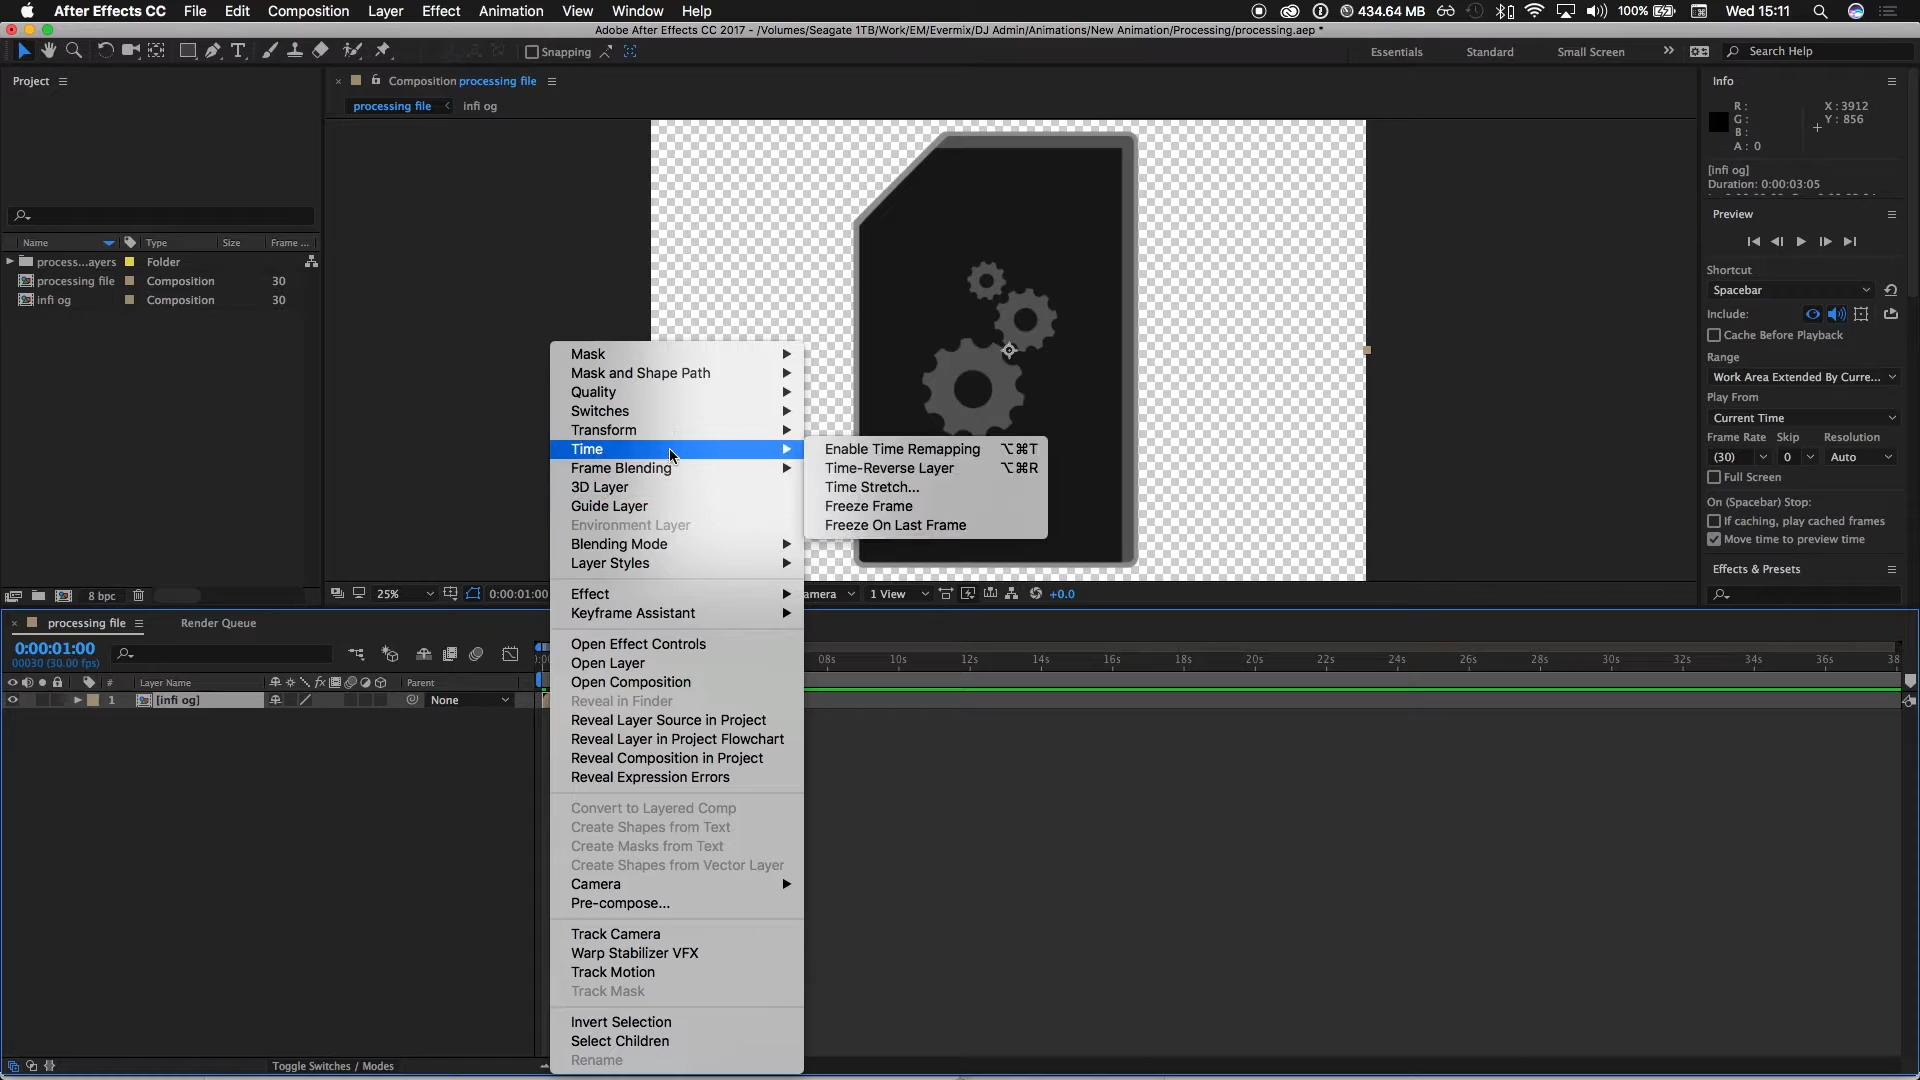 After Effects CC File Edit Composition Layer Effect Animation View Window Help 434.64 MB 100% Wed 15:11
Adobe After Effects CC 2017 - /Volumes/Seagate 1TB/Work/EM/Evermix/DJ Admin/Animations/New Animation/Processing/processing.aep *
Snapping Essentials Standard Small Screen >> Search Help
Project
Composition processing file
processing file infi og
Name Type Size Frame ...
process...ayers Folder
processing file Composition 30
infi og Composition 30
8 bpc
25% 0:00:01:00
amera 1 View +0.0
Info
R: X : 3912
G: Y : 856
B:
A: 0
[infi og]
Duration: 0:00:03:05
Preview
Shortcut
Spacebar
Include:
Cache Before Playback
Range
Work Area Extended By Curre...
Play From
Current Time
Frame Rate Skip Resolution
(30) 0 Auto
Full Screen
On (Spacebar) Stop:
If caching, play cached frames
Move time to preview time
Effects & Presets
Mask
Mask and Shape Path
Quality
Switches
Transform
Time
Frame Blending
3D Layer
Guide Layer
Environment Layer
Blending Mode
Layer Styles
Effect
Keyframe Assistant
Open Effect Controls
Open Layer
Open Composition
Reveal in Finder
Reveal Layer Source in Project
Reveal Layer in Project Flowchart
Reveal Composition in Project
Reveal Expression Errors
Convert to Layered Comp
Create Shapes from Text
Create Masks from Text
Create Shapes from Vector Layer
Camera
Pre-compose...
Track Camera
Warp Stabilizer VFX
Track Motion
Track Mask
Invert Selection
Select Children
Rename
Enable Time Remapping ⌥⌘T
Time-Reverse Layer ⌥⌘R
Time Stretch...
Freeze Frame
Freeze On Last Frame
processing file Render Queue
0:00:01:00
00030 (30.00 fps)
# Layer Name fx Parent
1 [infi og] None
08s 10s 12s 14s 16s 18s 20s 22s 24s 26s 28s 30s 32s 34s 36s 38
Toggle Switches / Modes